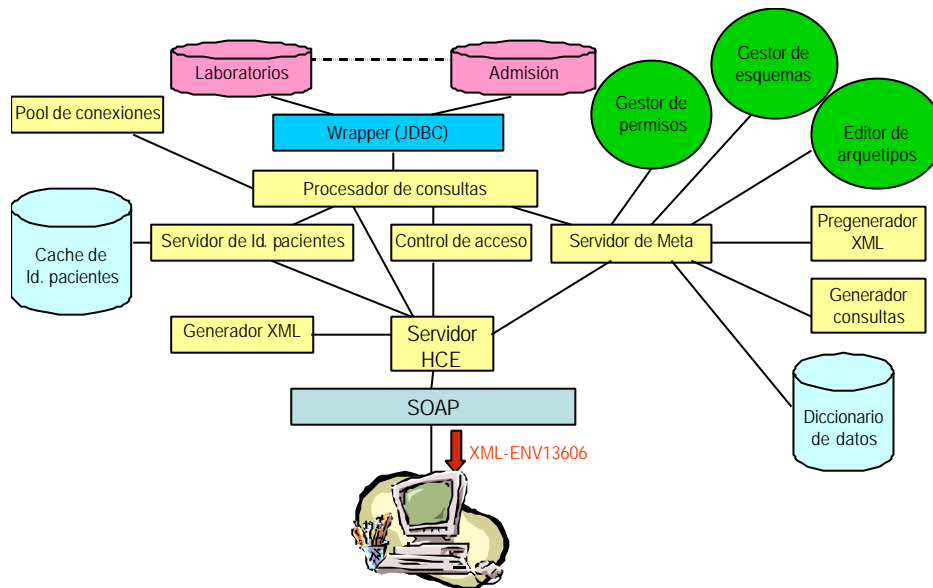 Gestor de
esquemas
Laboratorios
Admisión
Gestor de
permisos
Pool de conexiones
Wrapper (JDBC)
Editor de
arquetipos
Procesador de consultas
Cache de
Id. pacientes
Servidor de Id. pacientes
Control de acceso
Servidor de Meta
Pregenerador
XML
Generador
consultas
Generador XML
Servidor
HCE
SOAP
Diccionario
de datos
XML-ENV13606